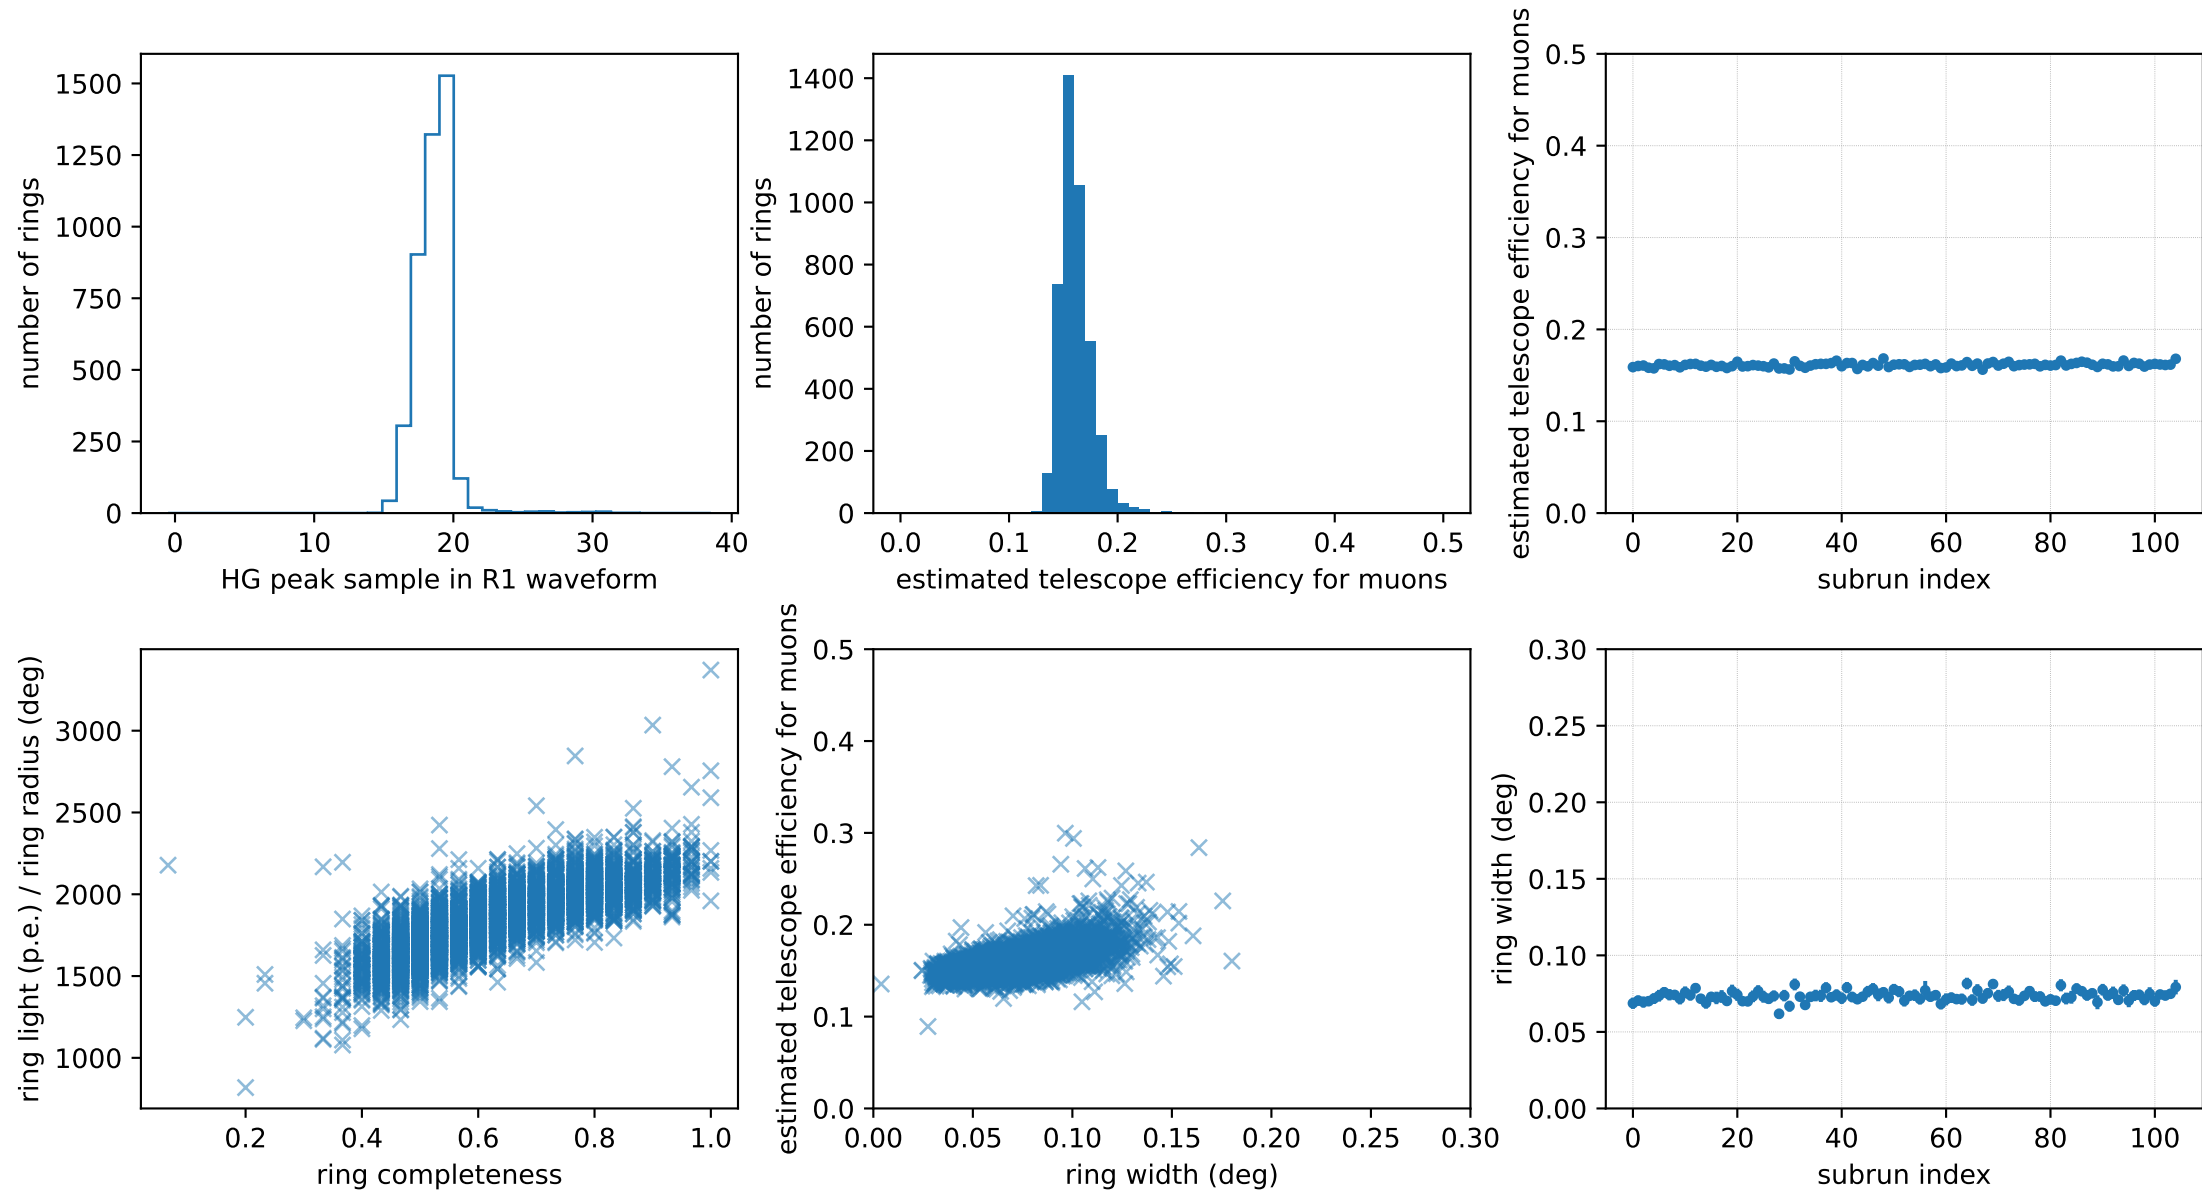 1500
1250
1000
750
500
250
0
number of rings
0 10 20 30 40
HG peak sample in R1 waveform
1400
1200
1000
800
600
400
200
0
number of rings
0.0 0.1 0.2 0.3 0.4 0.5
estimated telescope efficiency for muons
0.5
0.4
0.3
0.2
0.1
0.0
estimated telescope efficiency for muons
0 20 40 60 80 100
subrun index
3000
2500
2000
1500
1000
ring light (p.e.) / ring radius (deg)
0.2 0.4 0.6 0.8 1.0
ring completeness
0.5
0.4
0.3
0.2
0.1
0.0
estimated telescope efficiency for muons
0.00 0.05 0.10 0.15 0.20 0.25 0.30
ring width (deg)
0.30
0.25
0.20
0.15
0.10
0.05
0.00
ring width (deg)
0 20 40 60 80 100
subrun index